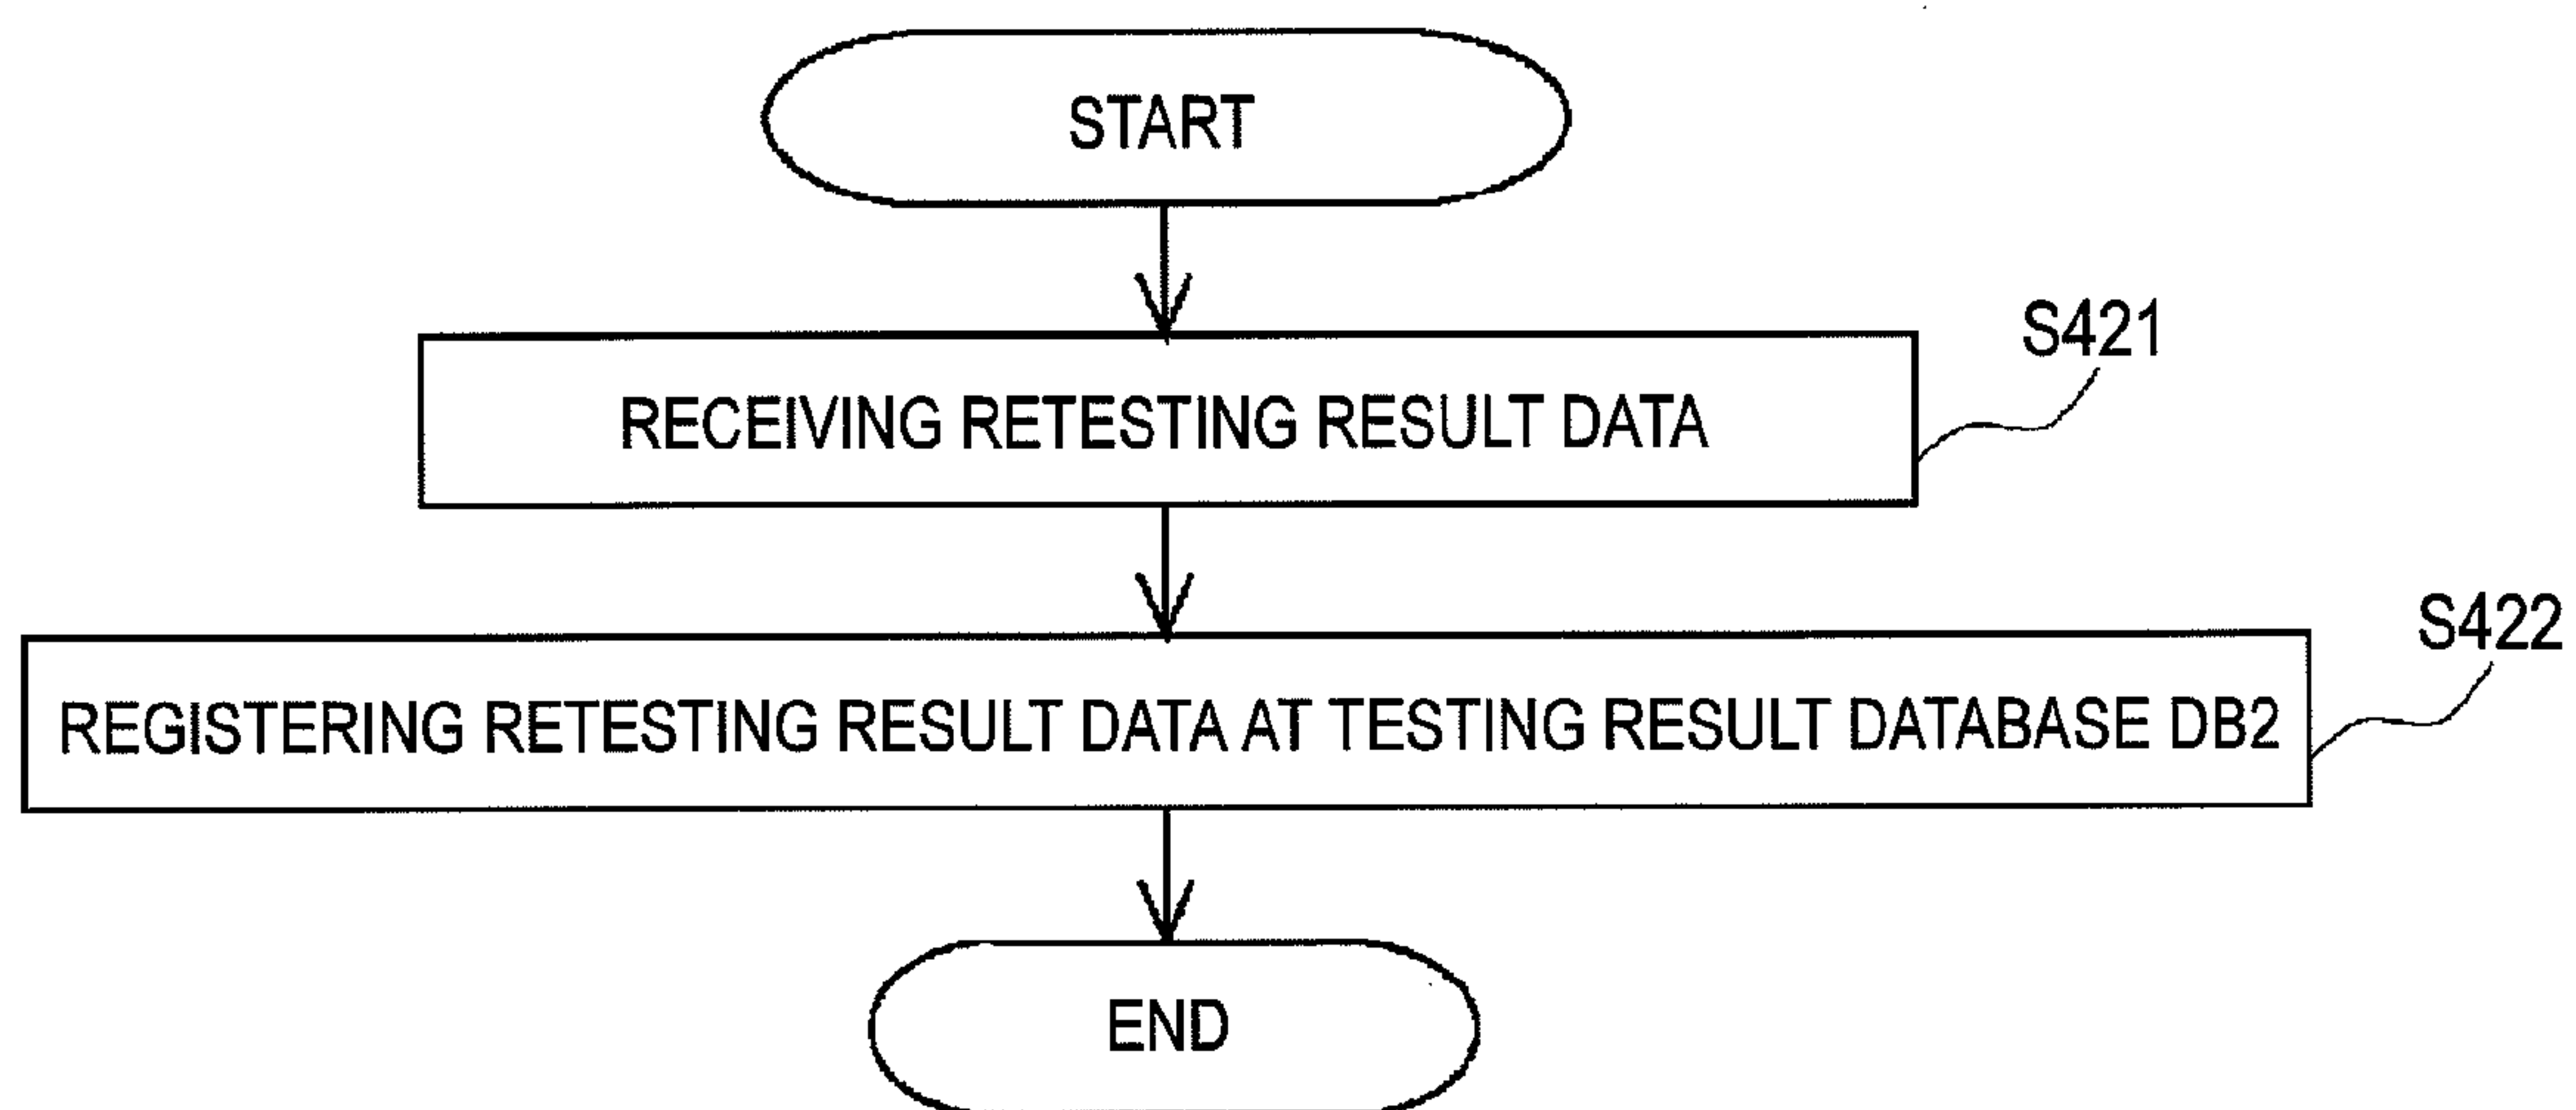 START
S421
RECEIVING RETESTING RESULT DATA
S422
REGISTERING RETESTING RESULT DATA AT TESTING RESULT DATABASE DB2
END